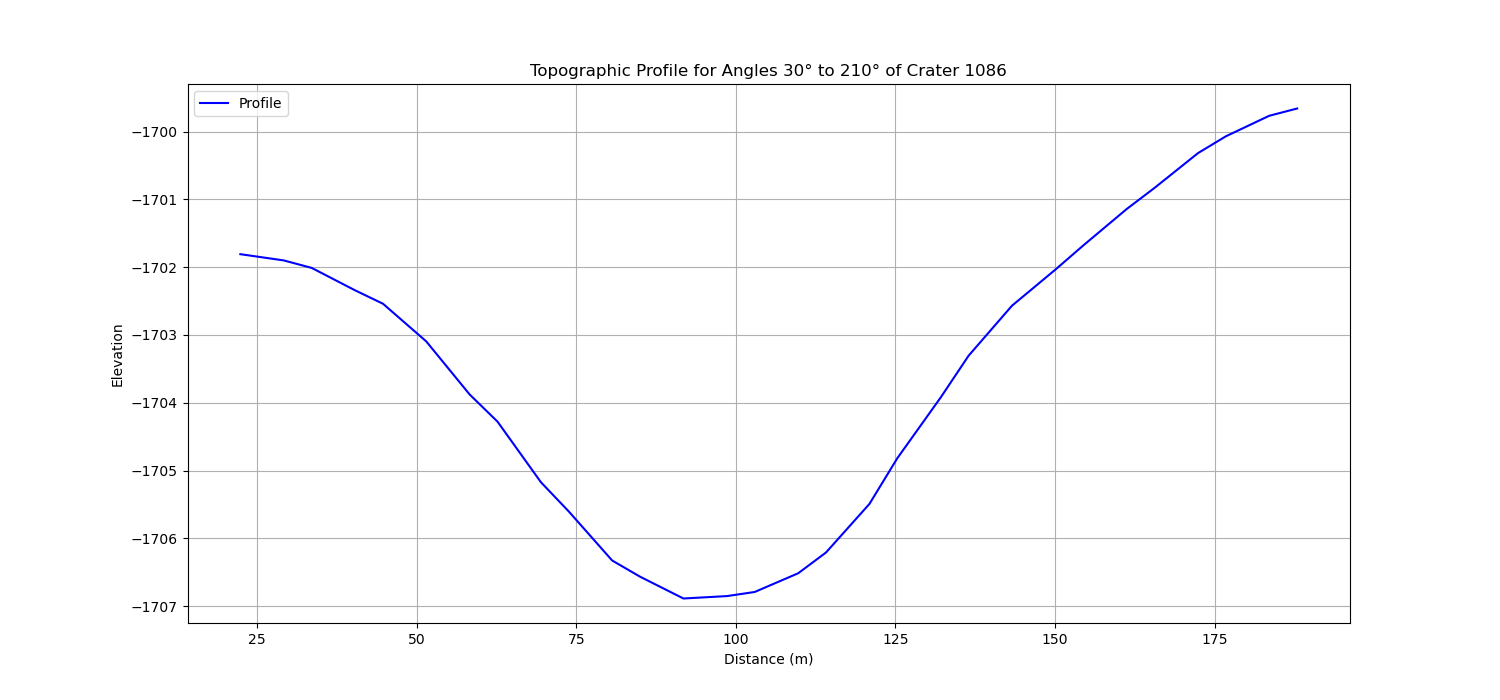 Topographic Profile for Angles 30° to 210° of Crater 1086
Profile
−1700
−1701
−1702
−1703
−1704
−1705
−1706
−1707
Elevation
25 50 75 100 125 150 175
Distance (m)